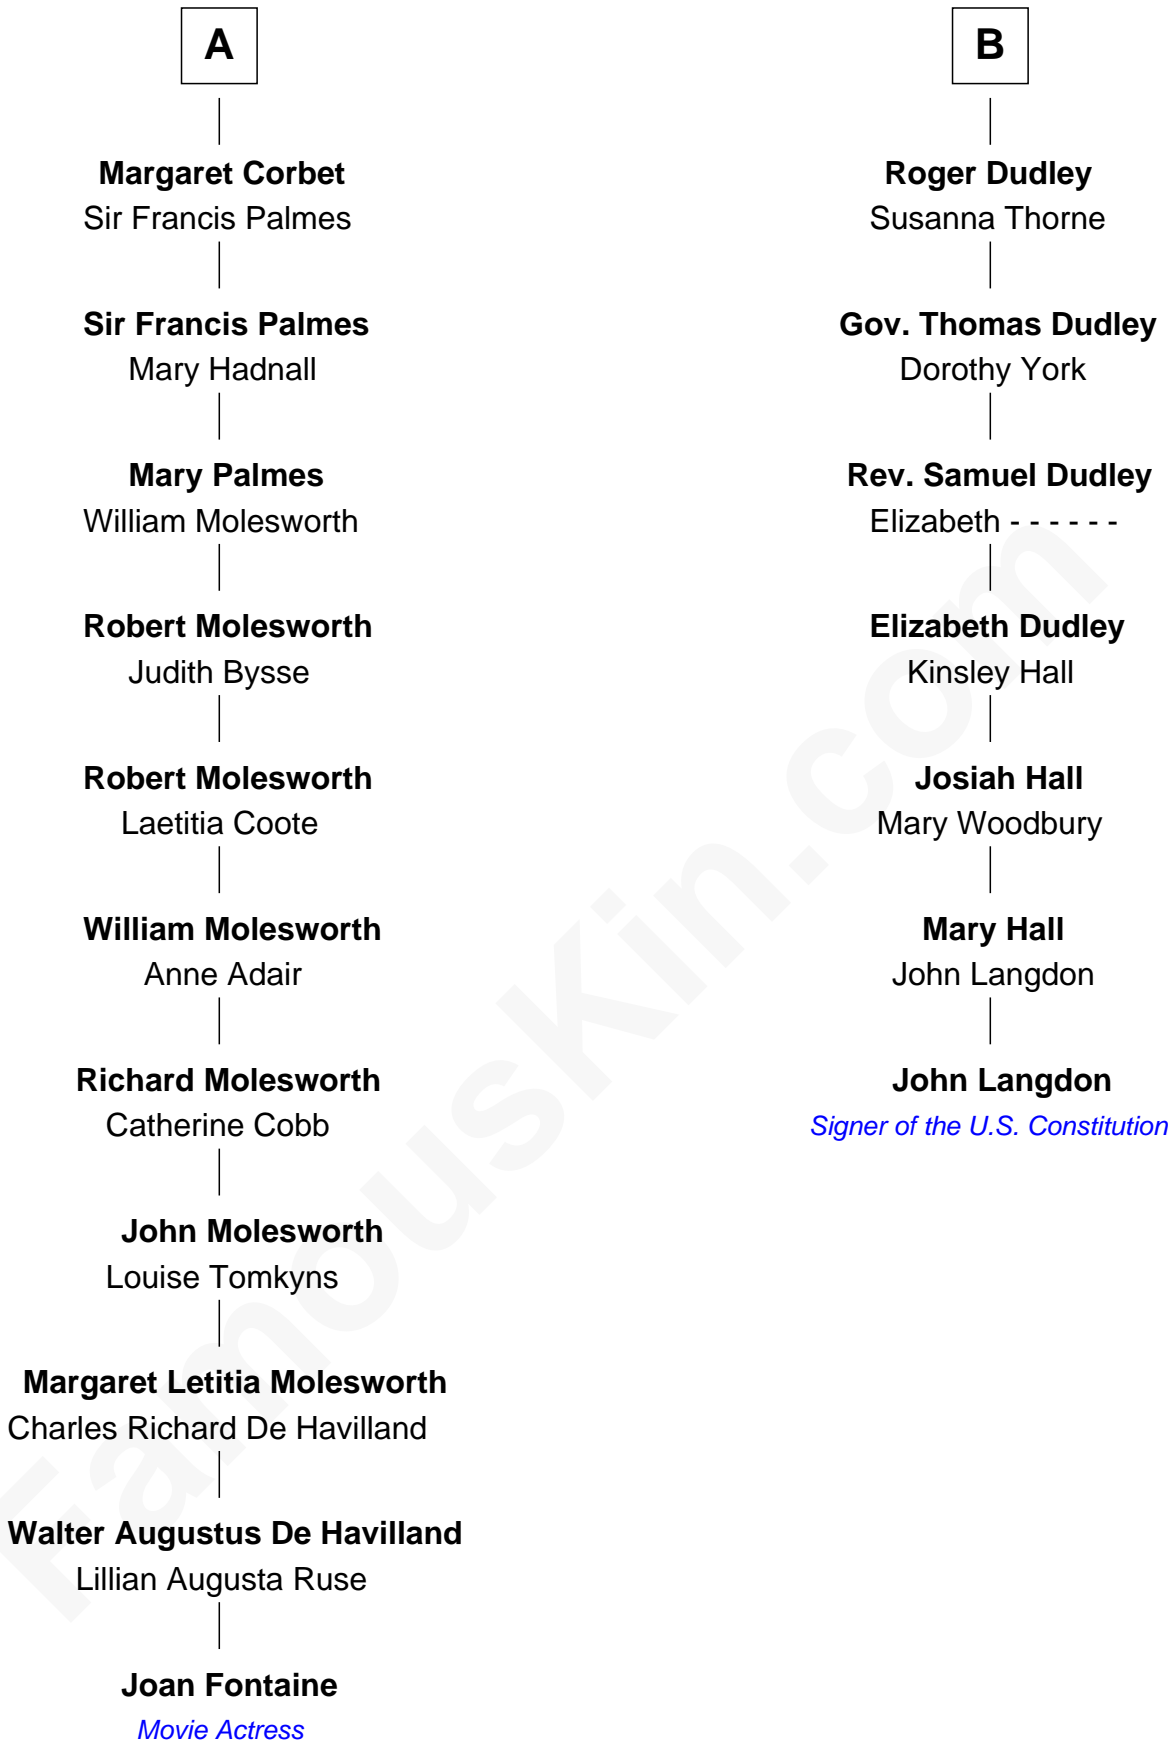 A
Margaret Corbet
Sir Francis Palmes
Sir Francis Palmes
Mary Hadnall
Mary Palmes
William Molesworth
Robert Molesworth
Judith Bysse
Robert Molesworth
Laetitia Coote
William Molesworth
Anne Adair
Richard Molesworth
Catherine Cobb
John Molesworth
Louise Tomkyns
Margaret Letitia Molesworth
Charles Richard De Havilland
Walter Augustus De Havilland
Lillian Augusta Ruse
Joan Fontaine
Movie Actress
B
Roger Dudley
Susanna Thorne
Gov. Thomas Dudley
Dorothy York
Rev. Samuel Dudley
Elizabeth - - - - - -
Elizabeth Dudley
Kinsley Hall
Josiah Hall
Mary Woodbury
Mary Hall
John Langdon
John Langdon
Signer of the U.S. Constitution
FamousKin.com